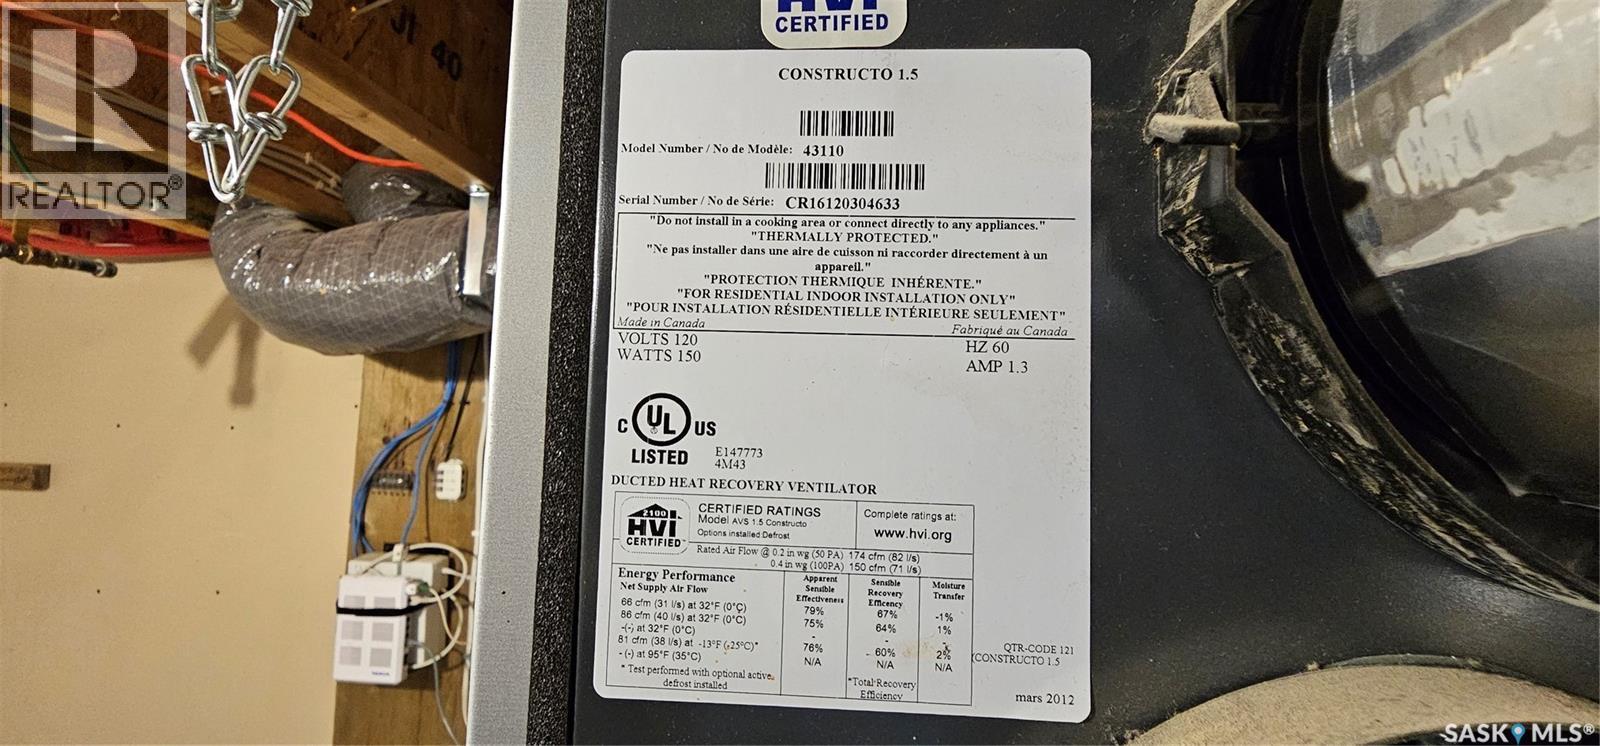 JI 40
REALTOR®
HVI
CERTIFIED
CONSTRUCTO 1.5
Model Number / No de Modèle: 43110
Serial Number / No de Série: CR16120304633
"Do not install in a cooking area or connect directly to any appliances."
"THERMALLY PROTECTED."
"Ne pas installer dans une aire de cuisson ni raccorder directement à un
appareil."
"PROTECTION THERMIQUE INHÉRENTE."
"FOR RESIDENTIAL INDOOR INSTALLATION ONLY"
"POUR INSTALLATION RÉSIDENTIELLE INTÉRIEURE SEULEMENT"
Made in Canada Fabriqué au Canada
VOLTS 120 HZ 60
WATTS 150 AMP 1.3
C UL US
LISTED
E147773
4M43
DUCTED HEAT RECOVERY VENTILATOR
2100
HVI
CERTIFIED™
CERTIFIED RATINGS
Model AVS 1.5 Constructo
Options installed Defrost
Complete ratings at:
www.hvi.org
Rated Air Flow @ 0.2 in wg (50 PA) 174 cfm (82 l/s)
0.4 in wg (100PA) 150 cfm (71 l/s)
Energy Performance
Net Supply Air Flow
Apparent
Sensible
Effectiveness
Sensible
Recovery
Efficency
Moisture
Transfer
66 cfm (31 l/s) at 32°F (0°C) 79% 67% -1%
86 cfm (40 l/s) at 32°F (0°C) 75% 64% 1%
-(-) at 32°F (0°C) - - -
81 cfm (38 l/s) at -13°F (-25°C)* 76% 60% 2%
- (-) at 95°F (35°C) N/A N/A N/A
* Test performed with optional active
defrost installed
*Total Recovery
Efficiency
QTR-CODE 121
(CONSTRUCTO 1.5
mars 2012
SASK MLS®